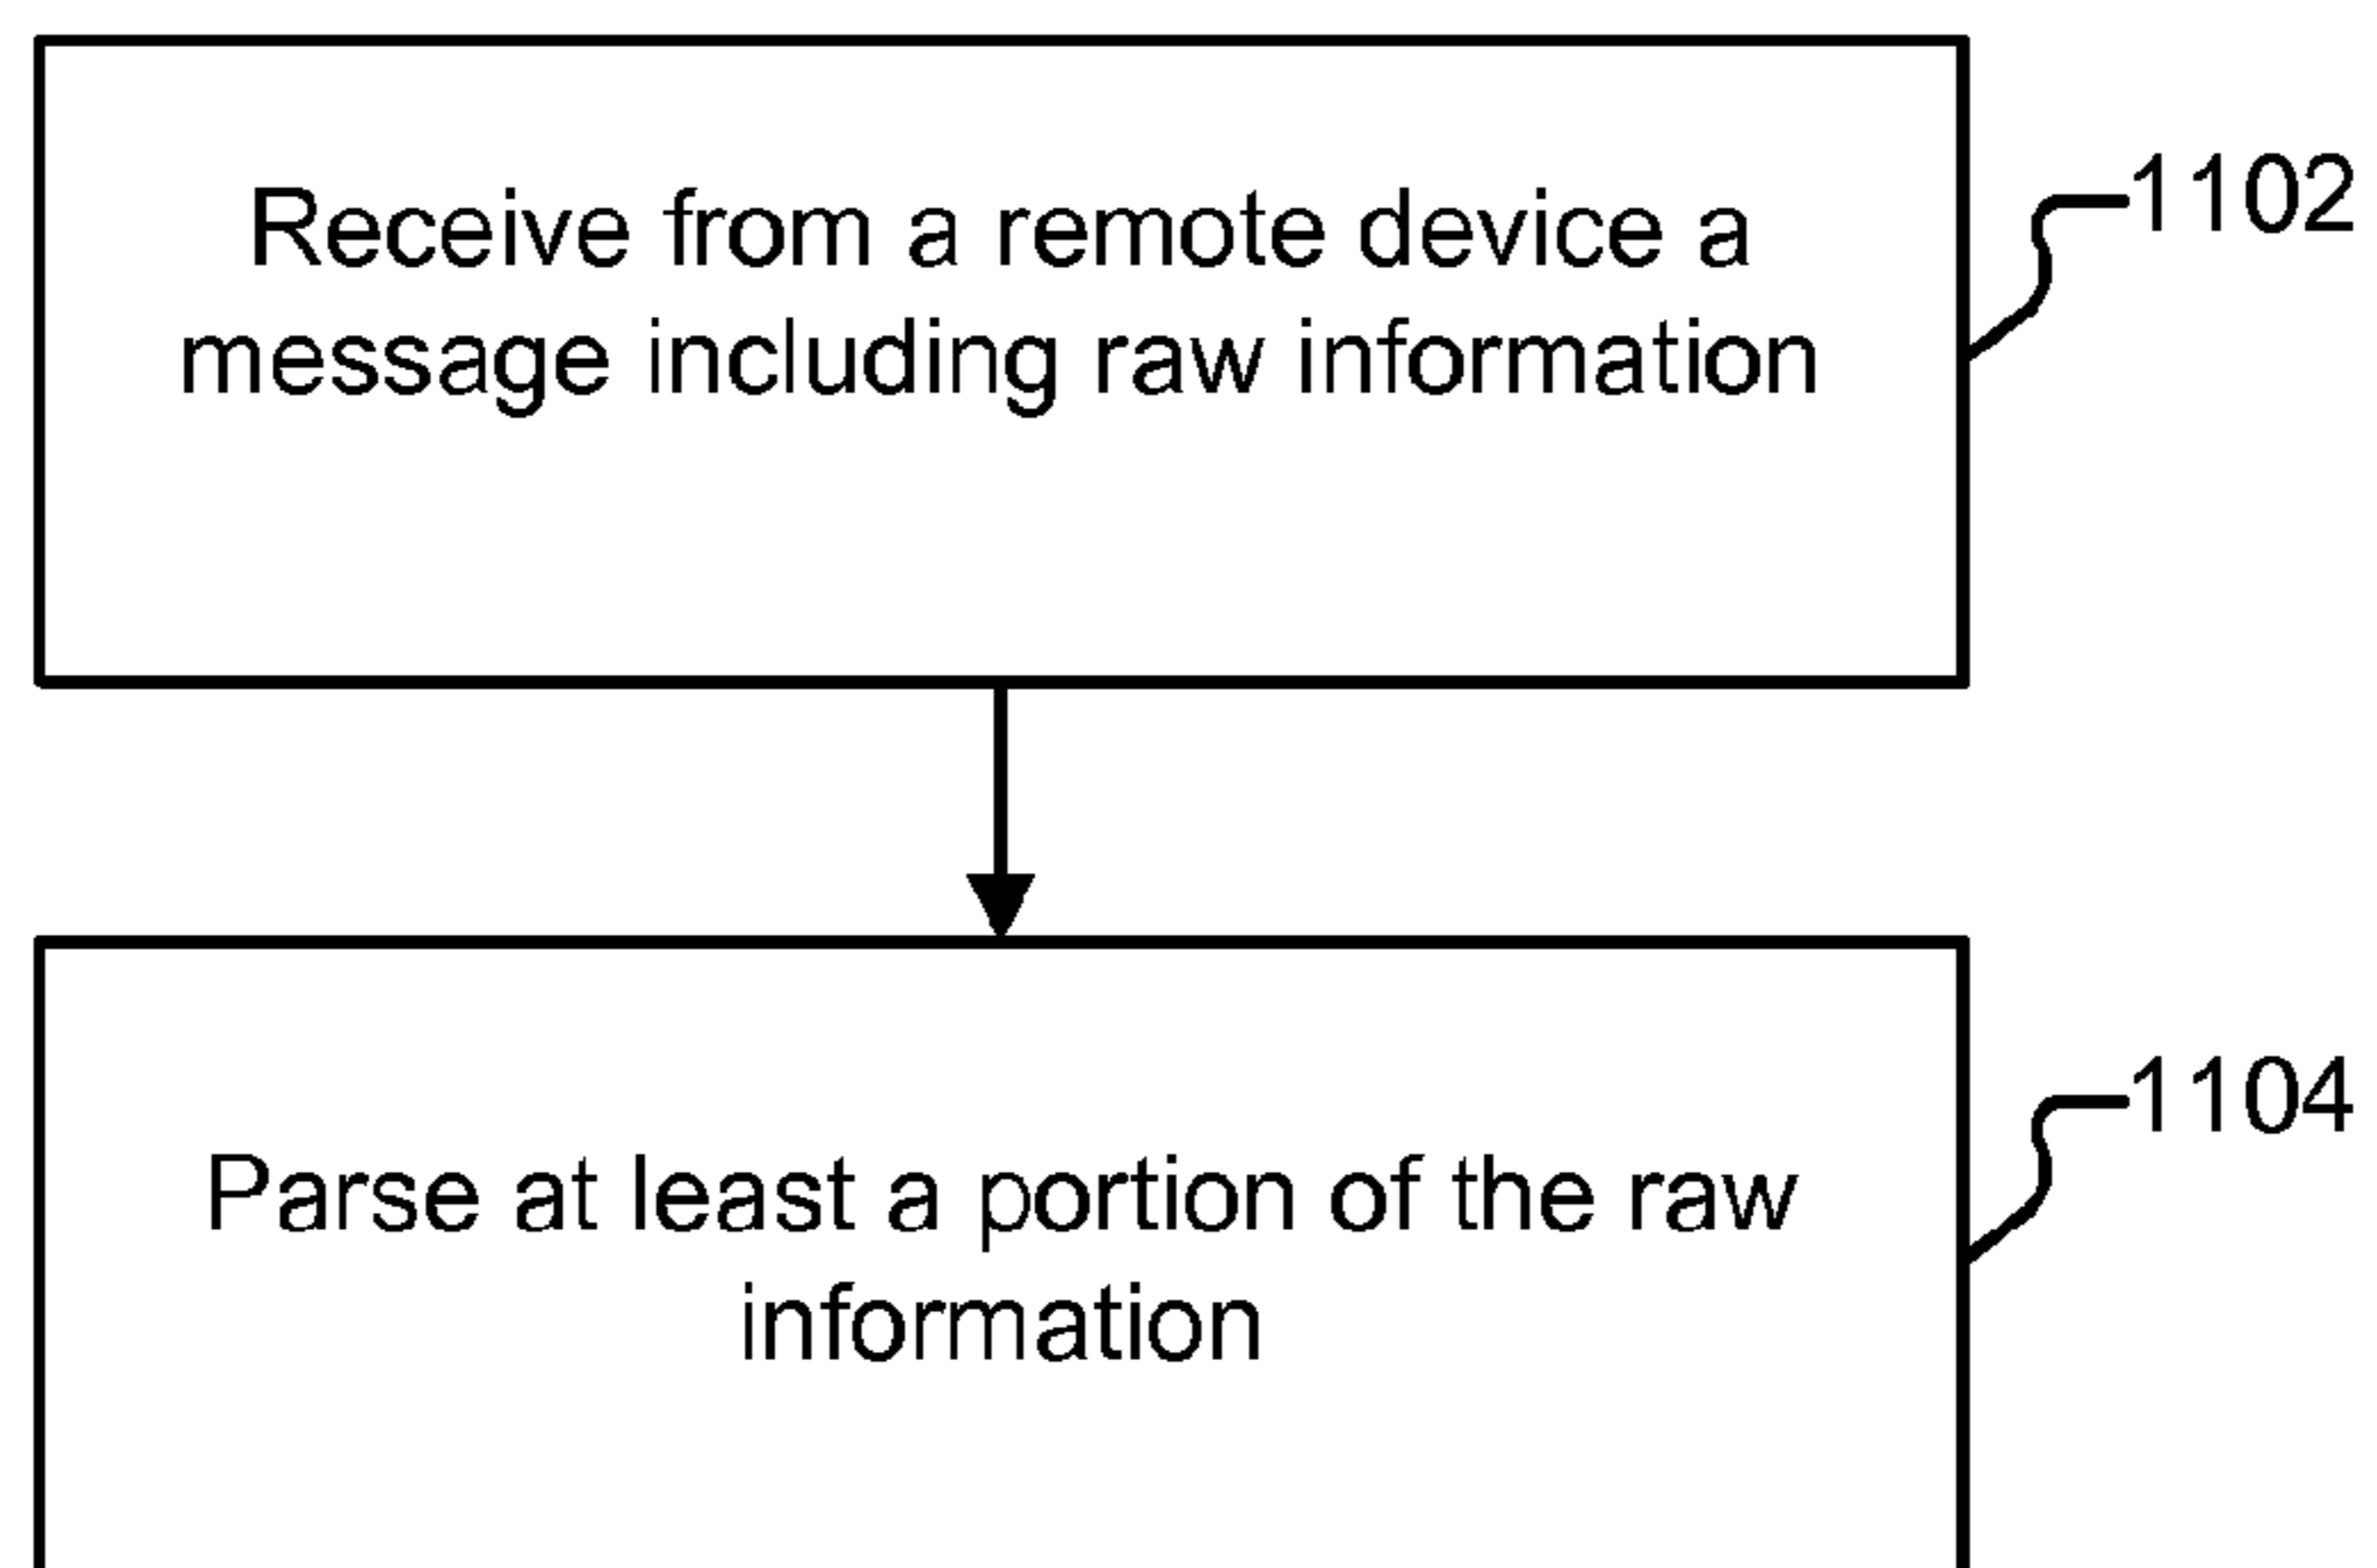 Receive from a remote device a
message including raw information
1102
Parse at least a portion of the raw
information
1104